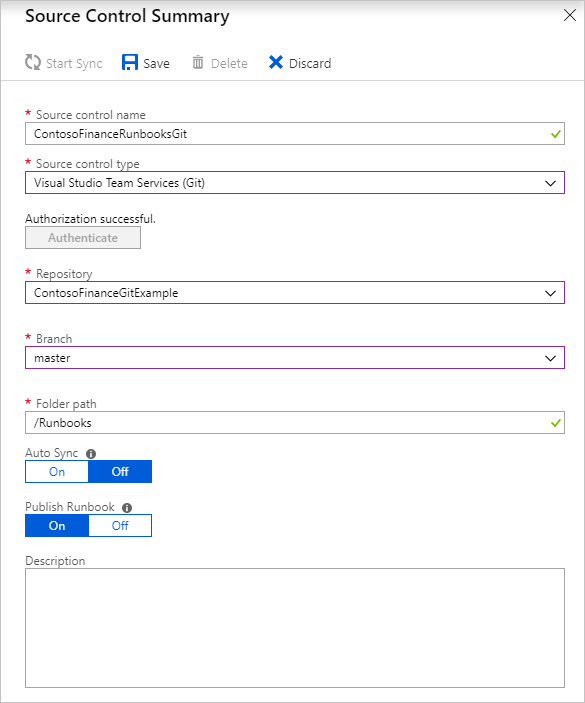 Source Control Summary
Start Sync Save Delete Discard
* Source control name
ContosoFinanceRunbooksGit
* Source control type
Visual Studio Team Services (Git)
Authorization successful.
Authenticate
* Repository
ContosoFinanceGitExample
* Branch
master
* Folder path
/Runbooks
Auto Sync
On Off
Publish Runbook
On Off
Description